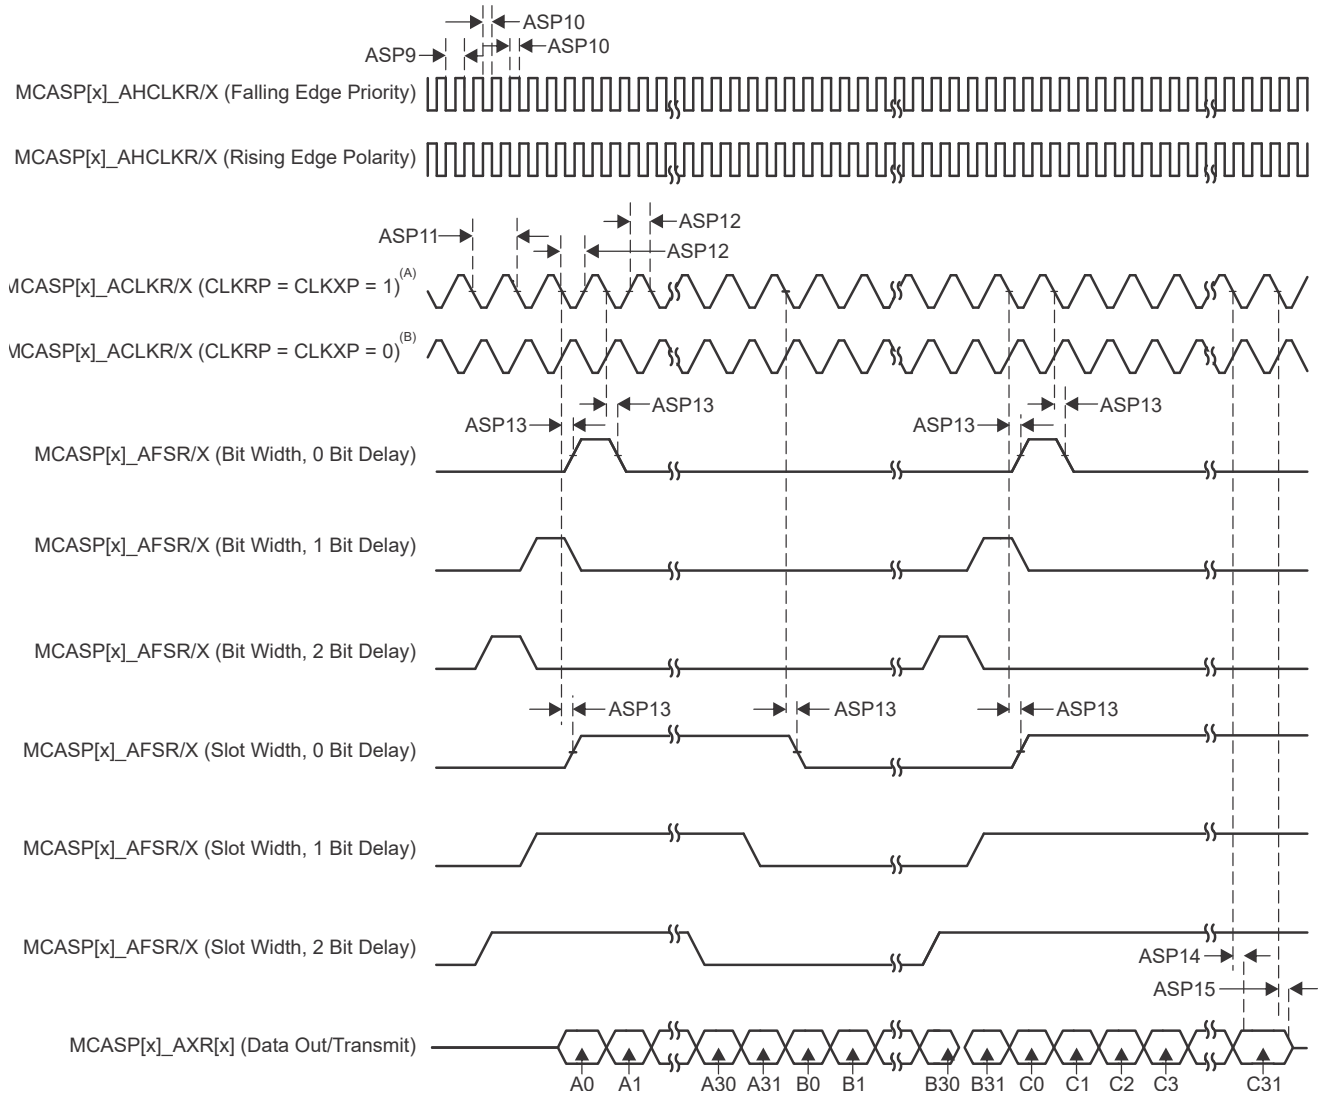 ASP10
ASP9
ASP10
MCASP[x]_AHCLKR/X (Falling Edge Priority)
MCASP[x]_AHCLKR/X (Rising Edge Polarity)
ASP12
ASP11
ASP12
MCASP[x]_ACLKR/X (CLKRP = CLKXP = 1)(A)
MCASP[x]_ACLKR/X (CLKRP = CLKXP = 0)(B)
ASP13 ASP13
ASP13 ASP13
MCASP[x]_AFSR/X (Bit Width, 0 Bit Delay)
MCASP[x]_AFSR/X (Bit Width, 1 Bit Delay)
MCASP[x]_AFSR/X (Bit Width, 2 Bit Delay)
ASP13 ASP13 ASP13
MCASP[x]_AFSR/X (Slot Width, 0 Bit Delay)
MCASP[x]_AFSR/X (Slot Width, 1 Bit Delay)
MCASP[x]_AFSR/X (Slot Width, 2 Bit Delay)
ASP14
ASP15
MCASP[x]_AXR[x] (Data Out/Transmit)
A0 A1 A30 A31 B0 B1 B30 B31 C0 C1 C2 C3 C31